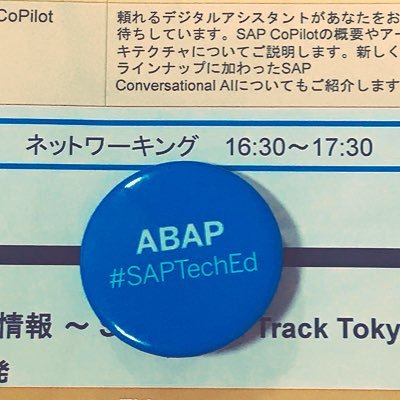 CoPilot
頼れるデジタルアシスタントがあなたをお
待ちしています。SAP CoPilotの概要やアー
キテクチャについてご説明します。新しく
ラインナップに加わったSAP
Conversational AIについてもご紹介します
ネットワーキング　16:30～17:30
ABAP
#SAPTechEd
情報 ～ S Track Toky
発